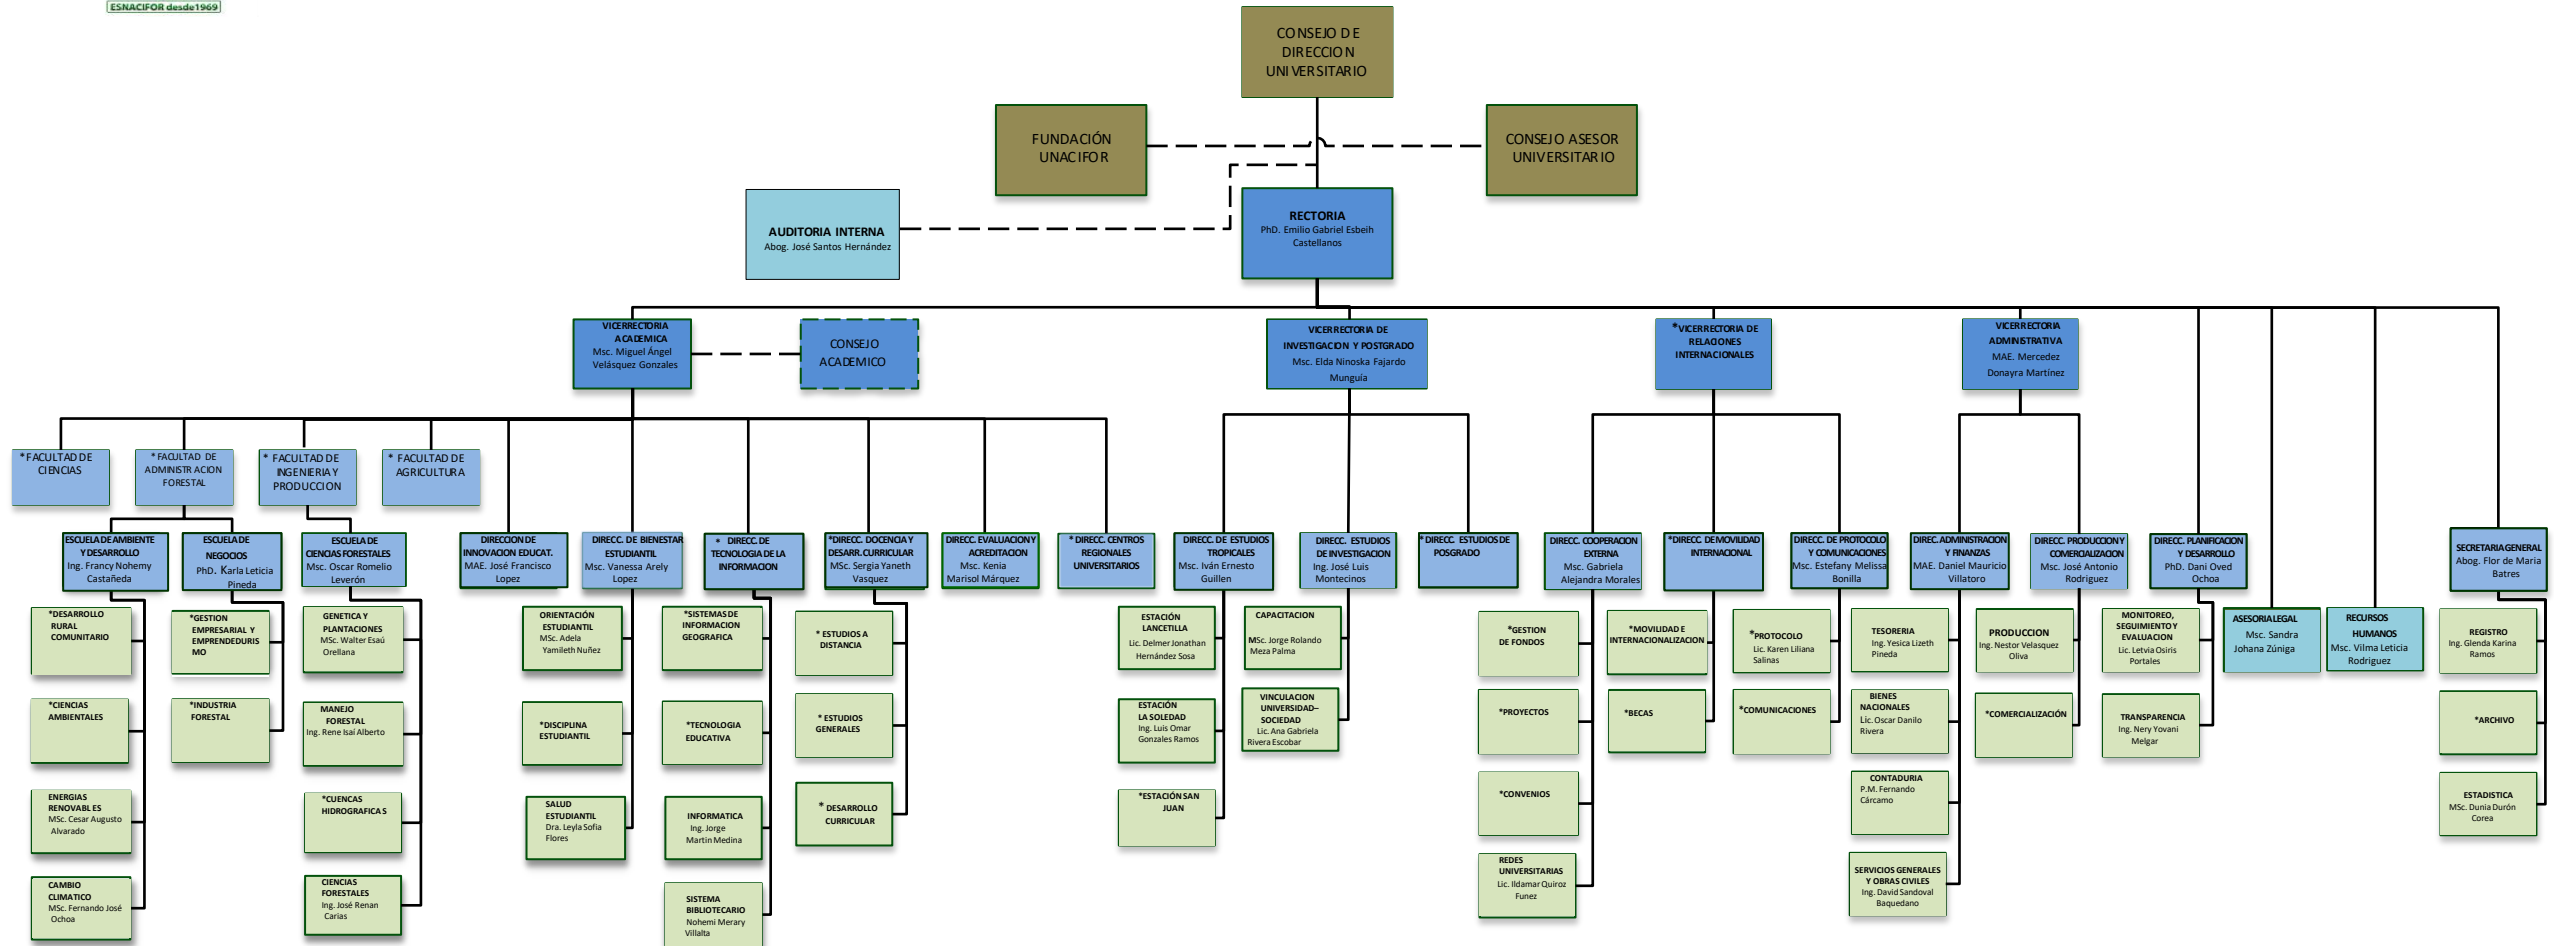 ESNACIFOR desde1969
CONSEJO DE
DIRECCION
UNIVERSITARIO
FUNDACIÓN
UNACIFOR
CONSEJO ASESOR
UNIVERSITARIO
AUDITORIA INTERNA
Abog. José Santos Hernández
RECTORIA
PhD. Emilio Gabriel Esbeih
Castellanos
VICERRECTORIA
ACADEMICA
Msc. Miguel Ángel
Velásquez Gonzales
CONSEJO
ACADEMICO
VICERRECTORIA DE
INVESTIGACION Y POSTGRADO
Msc. Elda Ninoska Fajardo
Munguía
*VICERRECTORIA DE
RELACIONES
INTERNACIONALES
VICERRECTORIA
ADMINISTRATIVA
MAE. Mercedez
Donayra Martínez
*FACULTAD DE
CIENCIAS
*FACULTAD DE
ADMINISTRACION
FORESTAL
* FACULTAD DE
INGENIERIA Y
PRODUCCION
* FACULTAD DE
AGRICULTURA
ESCUELA DE AMBIENTE
Y DESARROLLO
Ing. Francy Nohemy
Castañeda
ESCUELA DE
NEGOCIOS
PhD. Karla Leticia
Pineda
ESCUELA DE
CIENCIAS FORESTALES
Msc. Oscar Romelio
Leverón
DIRECCION DE
INNOVACION EDUCAT.
MAE. José Francisco
Lopez
DIRECC. DE BIENESTAR
ESTUDIANTIL
Msc. Vanessa Arely
Lopez
* DIRECC. DE
TECNOLOGIA DE LA
INFORMACION
*DIRECC. DOCENCIA Y
DESARR. CURRICULAR
MSc. Sergia Yaneth
Vasquez
DIRECC. EVALUACION Y
ACREDITACION
Msc. Kenia
Marisol Márquez
* DIRECC. CENTROS
REGIONALES
UNIVERSITARIOS
DIRECC. DE ESTUDIOS
TROPICALES
Msc. Iván Ernesto
Guillen
DIRECC. ESTUDIOS
DE INVESTIGACION
Ing. José Luis
Montecinos
* DIRECC. ESTUDIOS DE
POSGRADO
DIRECC. COOPERACION
EXTERNA
Msc. Gabriela
Alejandra Morales
*DIRECC. DE MOVILIDAD
INTERNACIONAL
DIRECC. DE PROTOCOLO
Y COMUNICACIONES
Msc. Estefany Melissa
Bonilla
DIREC. ADMINISTRACION
Y FINANZAS
MAE. Daniel Mauricio
Villatoro
DIRECC. PRODUCCION Y
COMERCIALIZACION
Msc. José Antonio
Rodriguez
DIRECC. PLANIFICACION
Y DESARROLLO
PhD. Dani Oved
Ochoa
SECRETARIA GENERAL
Abog. Flor de Maria
Batres
*DESARROLLO
RURAL
COMUNITARIO
*CIENCIAS
AMBIENTALES
ENERGIAS
RENOVABLES
MSc. Cesar Augusto
Alvarado
CAMBIO
CLIMATICO
MSc. Fernando José
Ochoa
*GESTION
EMPRESARIAL Y
EMPRENDEDURIS
MO
*INDUSTRIA
FORESTAL
GENETICA Y
PLANTACIONES
MSc. Walter Esaú
Orellana
MANEJO
FORESTAL
Ing. Rene Isaí Alberto
*CUENCAS
HIDROGRAFICAS
CIENCIAS
FORESTALES
Ing. José Renan
Carias
ORIENTACIÓN
ESTUDIANTIL
MSc. Adela
Yamileth Nuñez
*DISCIPLINA
ESTUDIANTIL
SALUD
ESTUDIANTIL
Dra. Leyla Sofia
Flores
*SISTEMAS DE
INFORMACION
GEOGRAFICA
*TECNOLOGIA
EDUCATIVA
INFORMATICA
Ing. Jorge
Martin Medina
SISTEMA
BIBLIOTECARIO
Nohemi Merary
Villalta
* ESTUDIOS A
DISTANCIA
* ESTUDIOS
GENERALES
* DESARROLLO
CURRICULAR
ESTACIÓN
LANCETILLA
Lic. Delmer Jonathan
Hernández Sosa
ESTACIÓN
LA SOLEDAD
Ing. Luis Omar
Gonzales Ramos
*ESTACIÓN SAN
JUAN
CAPACITACION
MSc. Jorge Rolando
Meza Palma
VINCULACION
UNIVERSIDAD–
SOCIEDAD
Lic. Ana Gabriela
Rivera Escobar
*GESTION
DE FONDOS
*PROYECTOS
*CONVENIOS
REDES
UNIVERSITARIAS
Lic. Ildamar Quiroz
Funez
*MOVILIDAD E
INTERNACIONALIZACION
*BECAS
*PROTOCOLO
Lic. Karen Liliana
Salinas
*COMUNICACIONES
TESORERIA
Ing. Yesica Lizeth
Pineda
BIENES
NACIONALES
Lic. Oscar Danilo
Rivera
CONTADURIA
P.M. Fernando
Cárcamo
SERVICIOS GENERALES
Y OBRAS CIVILES
Ing. David Sandoval
Baquedano
PRODUCCION
Ing. Nestor Velasquez
Oliva
*COMERCIALIZACIÓN
MONITOREO,
SEGUIMIENTO Y
EVALUACION
Lic. Letvia Osiris
Portales
TRANSPARENCIA
Ing. Nery Yovani
Melgar
ASESORIA LEGAL
Msc. Sandra
Johana Zúniga
RECURSOS
HUMANOS
Msc. Vilma Leticia
Rodriguez
REGISTRO
Ing. Glenda Karina
Ramos
*ARCHIVO
ESTADISTICA
MSc. Dunia Durón
Corea